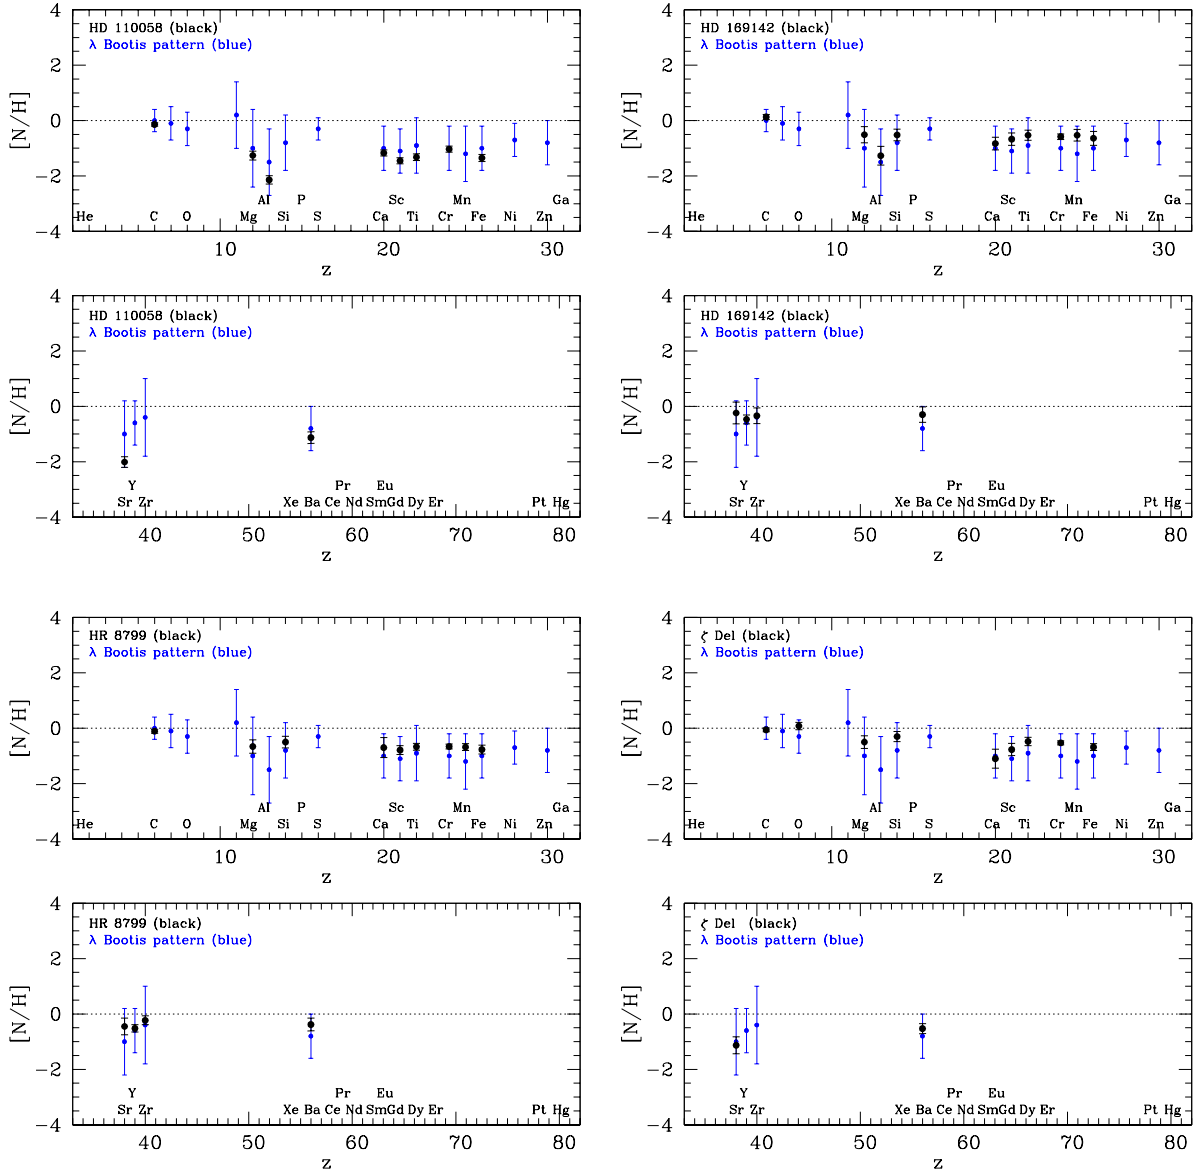 HD 110058 (black)
λ Bootis pattern (blue)
[N/H]
4
2
0
−2
−4
Al P Sc Mn Ga
He C O Mg Si S Ca Ti Cr Fe Ni Zn
10 20 30
z
HD 169142 (black)
λ Bootis pattern (blue)
[N/H]
4
2
0
−2
−4
Al P Sc Mn Ga
He C O Mg Si S Ca Ti Cr Fe Ni Zn
10 20 30
z
HD 110058 (black)
λ Bootis pattern (blue)
[N/H]
4
2
0
−2
−4
Y Pr Eu
Sr Zr Xe Ba Ce Nd Sm Gd Dy Er Pt Hg
40 50 60 70 80
z
HD 169142 (black)
λ Bootis pattern (blue)
[N/H]
4
2
0
−2
−4
Y Pr Eu
Sr Zr Xe Ba Ce Nd Sm Gd Dy Er Pt Hg
40 50 60 70 80
z
HR 8799 (black)
λ Bootis pattern (blue)
[N/H]
4
2
0
−2
−4
Al P Sc Mn Ga
He C O Mg Si S Ca Ti Cr Fe Ni Zn
10 20 30
z
ζ Del (black)
λ Bootis pattern (blue)
[N/H]
4
2
0
−2
−4
Al P Sc Mn Ga
He C O Mg Si S Ca Ti Cr Fe Ni Zn
10 20 30
z
HR 8799 (black)
λ Bootis pattern (blue)
[N/H]
4
2
0
−2
−4
Y Pr Eu
Sr Zr Xe Ba Ce Nd Sm Gd Dy Er Pt Hg
40 50 60 70 80
z
ζ Del (black)
λ Bootis pattern (blue)
[N/H]
4
2
0
−2
−4
Y Pr Eu
Sr Zr Xe Ba Ce Nd Sm Gd Dy Er Pt Hg
40 50 60 70 80
z